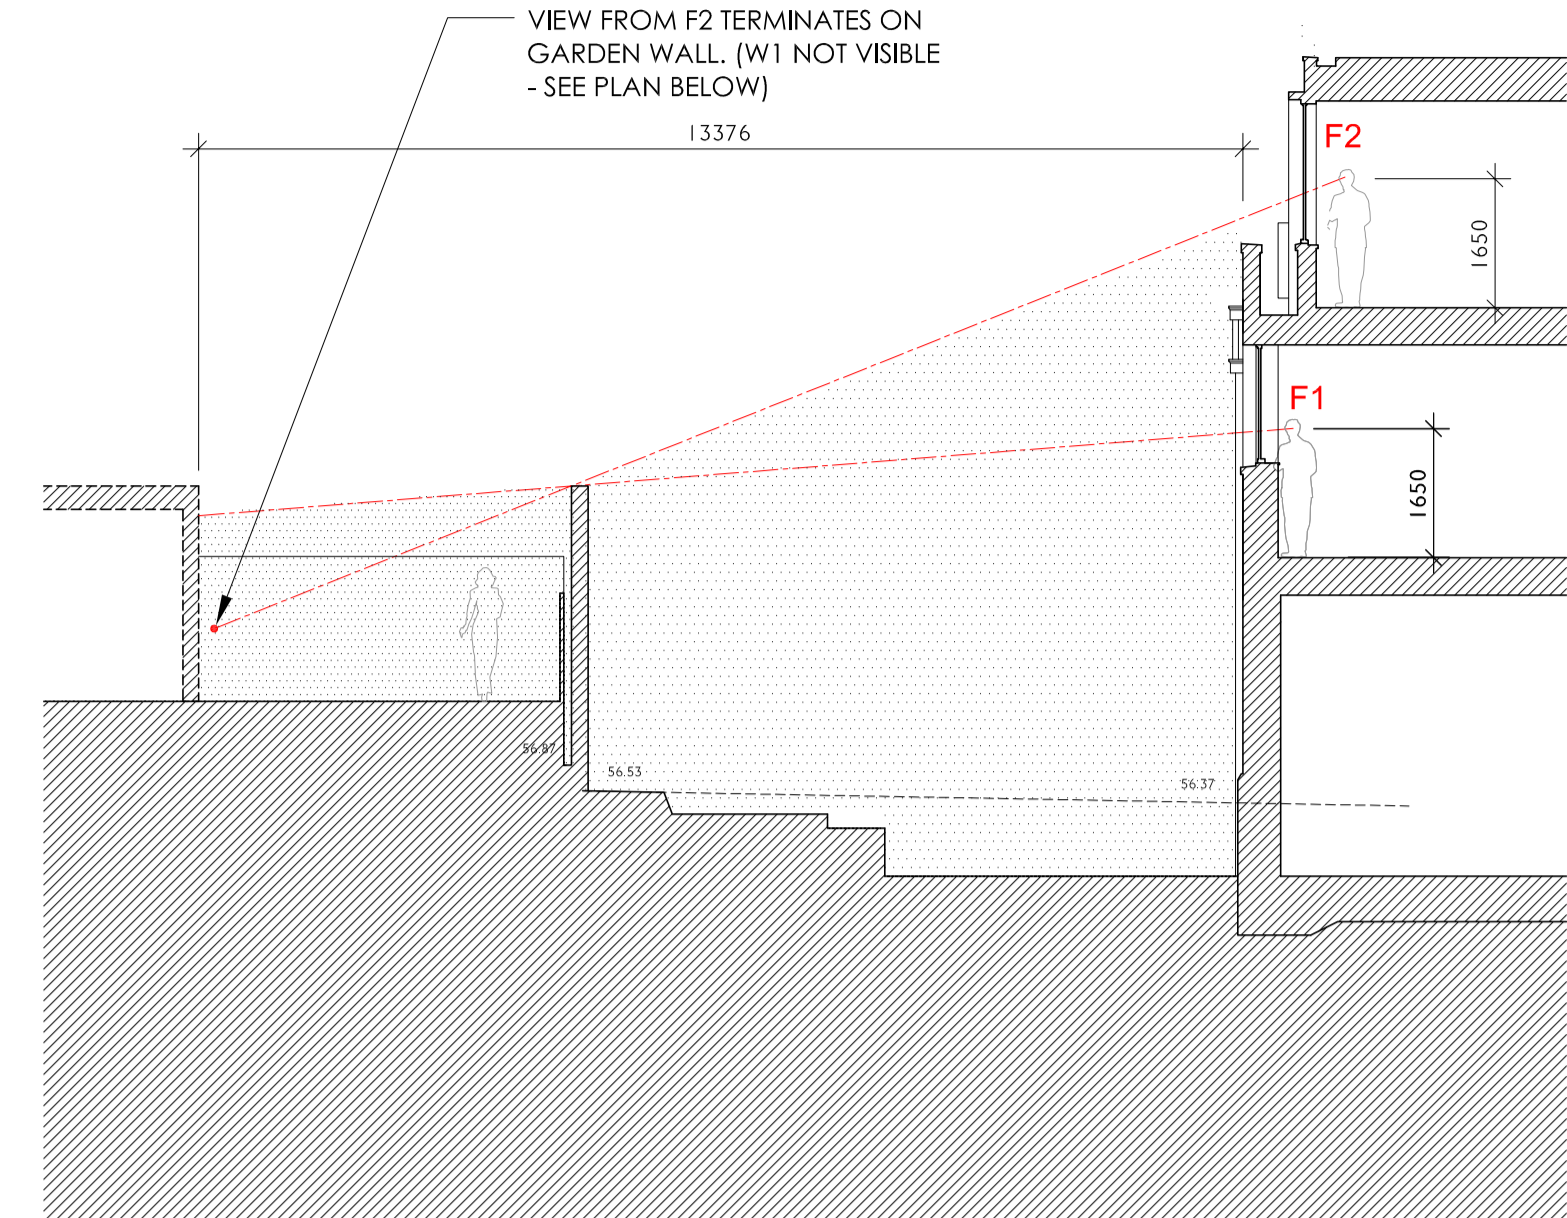 VIEW FROM F2 TERMINATES ON
GARDEN WALL. (W1 NOT VISIBLE
- SEE PLAN BELOW)
13376
F2
1650
F1
1650
56.87
56.53
56.37